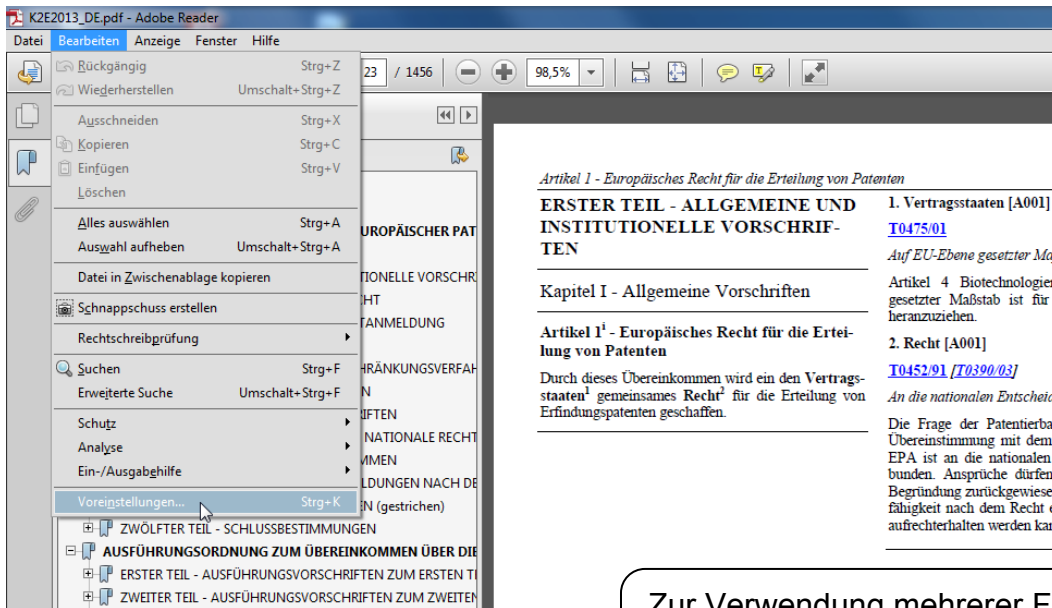 K2E2013_DE.pdf - Adobe Reader
Datei Bearbeiten Anzeige Fenster Hilfe
23 / 1456 98,5%
Rückgängig Strg+Z
Wiederherstellen Umschalt+Strg+Z
Ausschneiden Strg+X
Kopieren Strg+C
Einfügen Strg+V
Löschen
Alles auswählen Strg+A
Auswahl aufheben Umschalt+Strg+A
Datei in Zwischenablage kopieren
Schnappschuss erstellen
Rechtschreibprüfung
Suchen Strg+F
Erweiterte Suche Umschalt+Strg+F
Schutz
Analyse
Ein-/Ausgabehilfe
Voreinstellungen... Strg+K
UROPÄISCHER PAT
TIONELLE VORSCHR
HT
TANMELDUNG
HRÄNKUNGSVERFAH
N
IFTEN
NATIONALE RECHT
MMEN
LDUNGEN NACH DE
EN (gestrichen)
ZWÖLFTER TEIL - SCHLUSSBESTIMMUNGEN
AUSFÜHRUNGSORDNUNG ZUM ÜBEREINKOMMEN ÜBER DIE
ERSTER TEIL - AUSFÜHRUNGSVORSCHRIFTEN ZUM ERSTEN TE
ZWEITER TEIL - AUSFÜHRUNGSVORSCHRIFTEN ZUM ZWEITEN
Artikel 1 - Europäisches Recht für die Erteilung von Patenten
ERSTER TEIL - ALLGEMEINE UND
INSTITUTIONELLE VORSCHRIF-
TEN
Kapitel I - Allgemeine Vorschriften
Artikel 1i - Europäisches Recht für die Ertei-
lung von Patenten
Durch dieses Übereinkommen wird ein den Vertrags-
staaten1 gemeinsames Recht2 für die Erteilung von
Erfindungspatenten geschaffen.
1. Vertragsstaaten [A001]
T0475/01
Auf EU-Ebene gesetzter Ma
Artikel 4 Biotechnologier
gesetzter Maßstab ist für
heranzuziehen.
2. Recht [A001]
T0452/91 [T0390/03]
An die nationalen Entscheid
Die Frage der Patentierba
Übereinstimmung mit dem
EPA ist an die nationalen
bunden. Ansprüche dürfen
Begründung zurückgewiese
fähigkeit nach dem Recht e
aufrechterhalten werden kan
Zur Verwendung mehrerer F